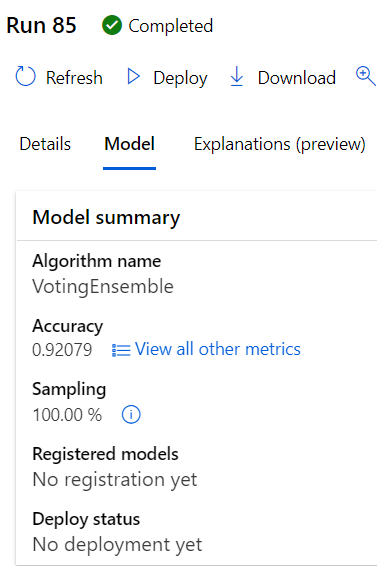 Run 85 Completed
Refresh Deploy Download
Details Model Explanations (preview)
Model summary
Algorithm name
VotingEnsemble
Accuracy
0.92079 View all other metrics
Sampling
100.00 %
Registered models
No registration yet
Deploy status
No deployment yet